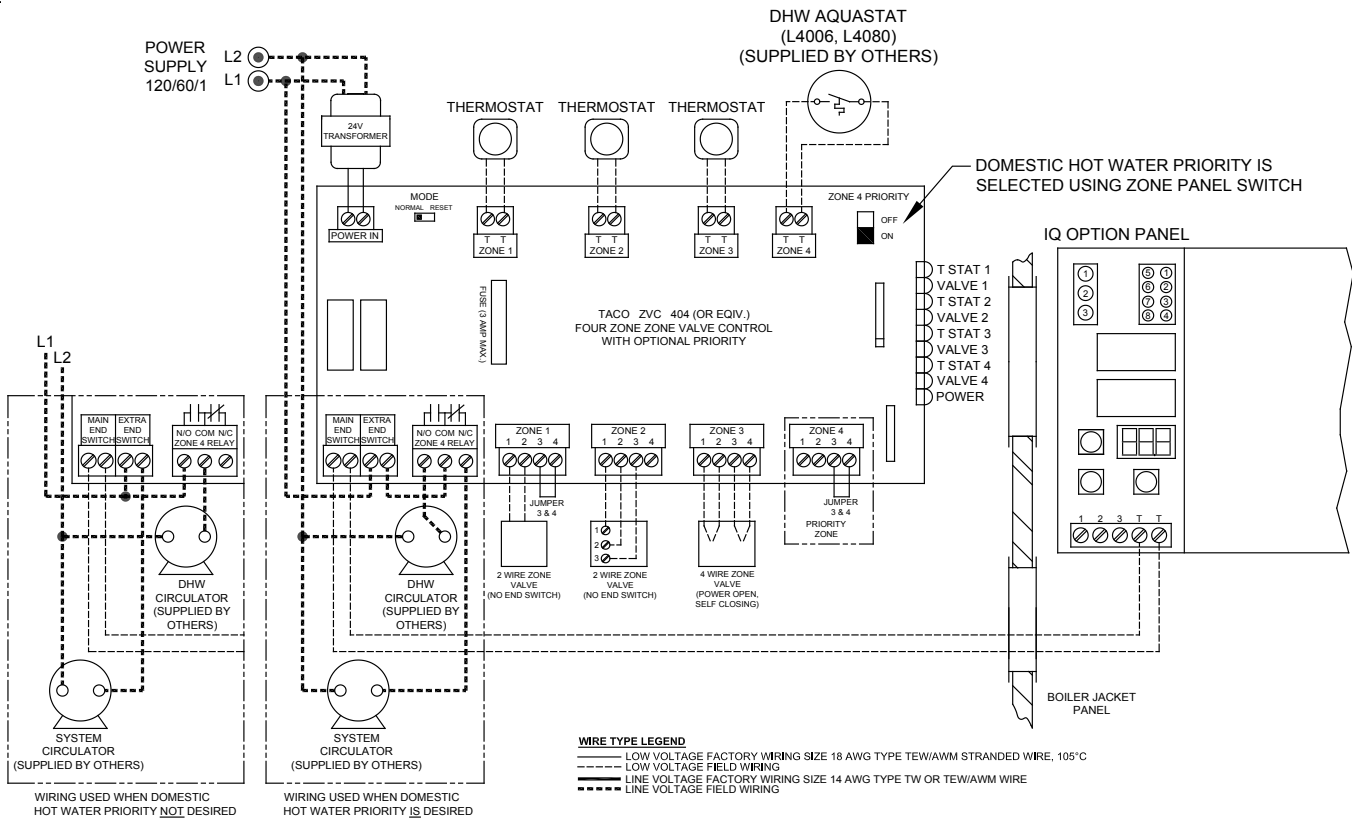 POWER
SUPPLY
120/60/1
L2
L1
24V
TRANSFORMER
DHW AQUASTAT
(L4006, L4080)
(SUPPLIED BY OTHERS)
THERMOSTAT
THERMOSTAT
THERMOSTAT
DOMESTIC HOT WATER PRIORITY IS
SELECTED USING ZONE PANEL SWITCH
MODE
NORMAL RESET
POWER IN
T T
ZONE 1
T T
ZONE 2
T T
ZONE 3
T T
ZONE 4
ZONE 4 PRIORITY
OFF
ON
FUSE (3 AMP MAX.)
TACO ZVC 404 (OR EQIV.)
FOUR ZONE ZONE VALVE CONTROL
WITH OPTIONAL PRIORITY
T STAT 1
VALVE 1
T STAT 2
VALVE 2
T STAT 3
VALVE 3
T STAT 4
VALVE 4
POWER
IQ OPTION PANEL
1
2
3
5 1
6 2
7 3
8 4
1 2 3 T T
BOILER JACKET
PANEL
L1
L2
MAIN
END
SWITCH
EXTRA
END
SWITCH
N/O COM N/C
ZONE 4 RELAY
DHW
CIRCULATOR
(SUPPLIED BY
OTHERS)
SYSTEM
CIRCULATOR
(SUPPLIED BY OTHERS)
WIRING USED WHEN DOMESTIC
HOT WATER PRIORITY NOT DESIRED
MAIN
END
SWITCH
EXTRA
END
SWITCH
N/O COM N/C
ZONE 4 RELAY
DHW
CIRCULATOR
(SUPPLIED BY
OTHERS)
SYSTEM
CIRCULATOR
(SUPPLIED BY OTHERS)
WIRING USED WHEN DOMESTIC
HOT WATER PRIORITY IS DESIRED
ZONE 1
1 2 3 4
JUMPER
3 & 4
2 WIRE ZONE
VALVE
(NO END SWITCH)
ZONE 2
1 2 3 4
1
2
3
2 WIRE ZONE
VALVE
(NO END SWITCH)
ZONE 3
1 2 3 4
4 WIRE ZONE
VALVE
(POWER OPEN,
SELF CLOSING)
ZONE 4
1 2 3 4
JUMPER
3 & 4
PRIORITY
ZONE
WIRE TYPE LEGEND
LOW VOLTAGE FACTORY WIRING SIZE 18 AWG TYPE TEW/AWM STRANDED WIRE, 105°C
LOW VOLTAGE FIELD WIRING
LINE VOLTAGE FACTORY WIRING SIZE 14 AWG TYPE TW OR TEW/AWM WIRE
LINE VOLTAGE FIELD WIRING